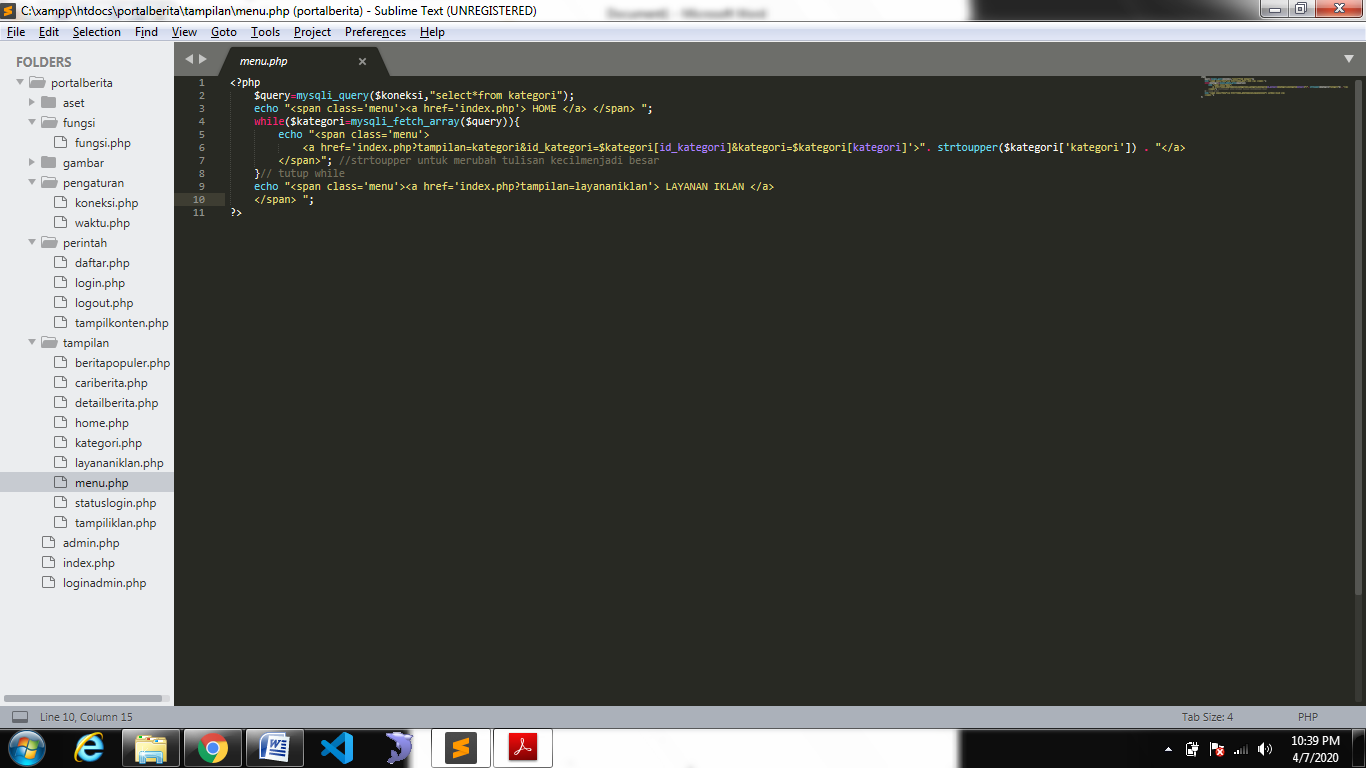 C:\xampp\htdocs\portalberita\tampilan\menu.php (portalberita) - Sublime Text (UNREGISTERED)
File Edit Selection Find View Goto Tools Project Preferences Help
FOLDERS
portalberita
aset
fungsi
fungsi.php
gambar
pengaturan
koneksi.php
waktu.php
perintah
daftar.php
login.php
logout.php
tampilkonten.php
tampilan
beritapopuler.php
cariberita.php
detailberita.php
home.php
kategori.php
layananiklan.php
menu.php
statuslogin.php
tampiliklan.php
admin.php
index.php
loginadmin.php
menu.php
1 <?php
2 $query=mysqli_query($koneksi,"select*from kategori");
3 echo "<span class='menu'><a href='index.php'> HOME </a> </span> ";
4 while($kategori=mysqli_fetch_array($query)){
5 echo "<span class='menu'>
6 <a href='index.php?tampilan=kategori&id_kategori=$kategori[id_kategori]&kategori=$kategori[kategori]'>". strtoupper($kategori['kategori']) . "</a>
7 </span>"; //strtoupper untuk merubah tulisan kecilmenjadi besar
8 }// tutup while
9 echo "<span class='menu'><a href='index.php?tampilan=layananiklan'> LAYANAN IKLAN </a>
10 </span> ";
11 ?>
Line 10, Column 15
Tab Size: 4
PHP
10:39 PM
4/7/2020